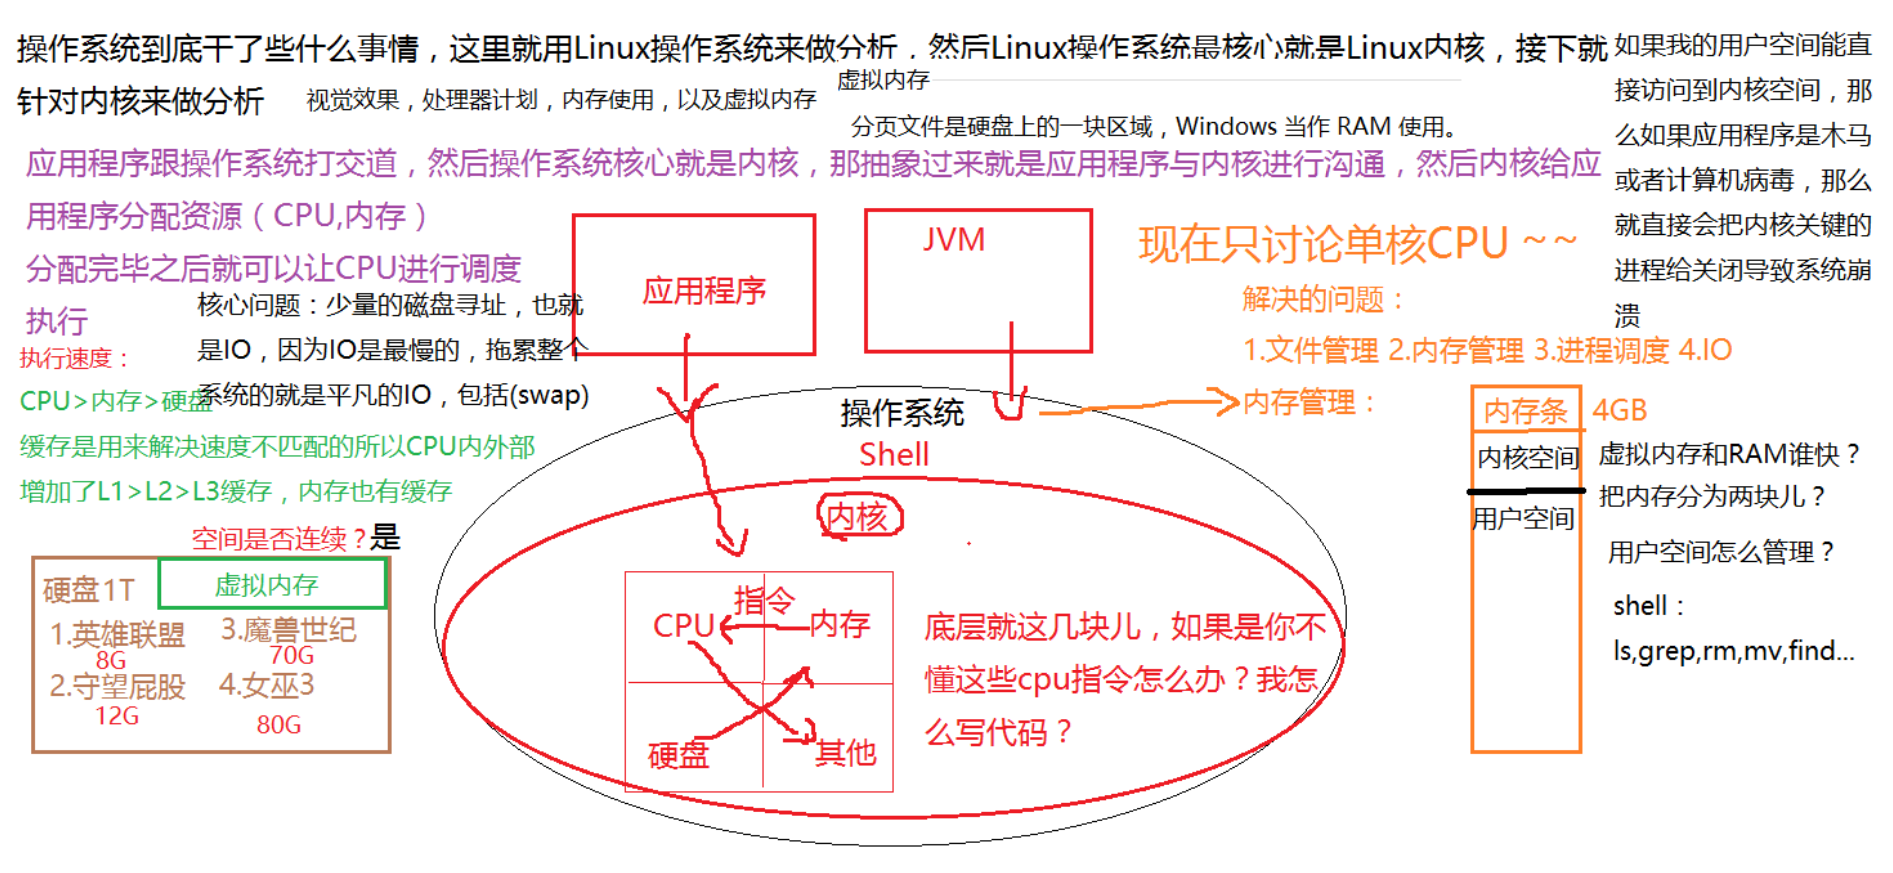 操作系统到底干了些什么事情，这里就用Linux操作系统来做分析，然后Linux操作系统最核心就是Linux内核，接下就
针对内核来做分析
视觉效果，处理器计划，内存使用，以及虚拟内存
虚拟内存
分页文件是硬盘上的一块区域，Windows 当作 RAM 使用。
应用程序跟操作系统打交道，然后操作系统核心就是内核，那抽象过来就是应用程序与内核进行沟通，然后内核给应
用程序分配资源（CPU,内存）
分配完毕之后就可以让CPU进行调度
执行
如果我的用户空间能直
接访问到内核空间，那
么如果应用程序是木马
或者计算机病毒，那么
就直接会把内核关键的
进程给关闭导致系统崩
溃
核心问题：少量的磁盘寻址，也就
是IO，因为IO是最慢的，拖累整个
系统的就是平凡的IO，包括(swap)
执行速度：
CPU>内存>硬盘
缓存是用来解决速度不匹配的所以CPU内外部
增加了L1>L2>L3缓存，内存也有缓存
空间是否连续？是
硬盘1T
虚拟内存
1.英雄联盟
8G
3.魔兽世纪
70G
2.守望屁股
12G
4.女巫3
80G
应用程序
JVM
操作系统
Shell
内核
指令
CPU
内存
硬盘
其他
底层就这几块儿，如果是你不
懂这些cpu指令怎么办？我怎
么写代码？
现在只讨论单核CPU ~~
解决的问题：
1.文件管理 2.内存管理 3.进程调度 4.IO
内存管理：
内存条
4GB
内核空间
用户空间
虚拟内存和RAM谁快？
把内存分为两块儿？
用户空间怎么管理？
shell：
ls,grep,rm,mv,find...